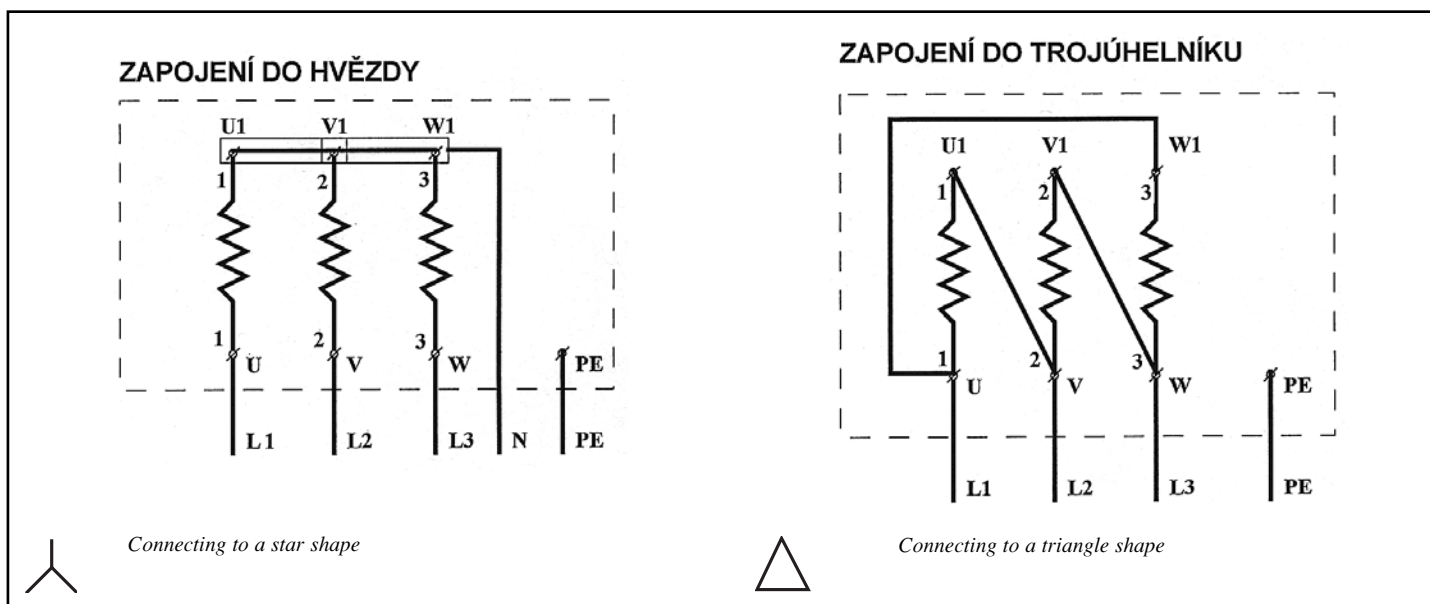 ZAPOJENÍ DO HVĚZDY
U1 V1 W1
1 2 3
1 2 3
U V W PE
L1 L2 L3 N PE
Connecting to a star shape
ZAPOJENÍ DO TROJÚHELNÍKU
U1 V1 W1
1 2 3
1 2 3
U V W PE
L1 L2 L3 PE
Connecting to a triangle shape